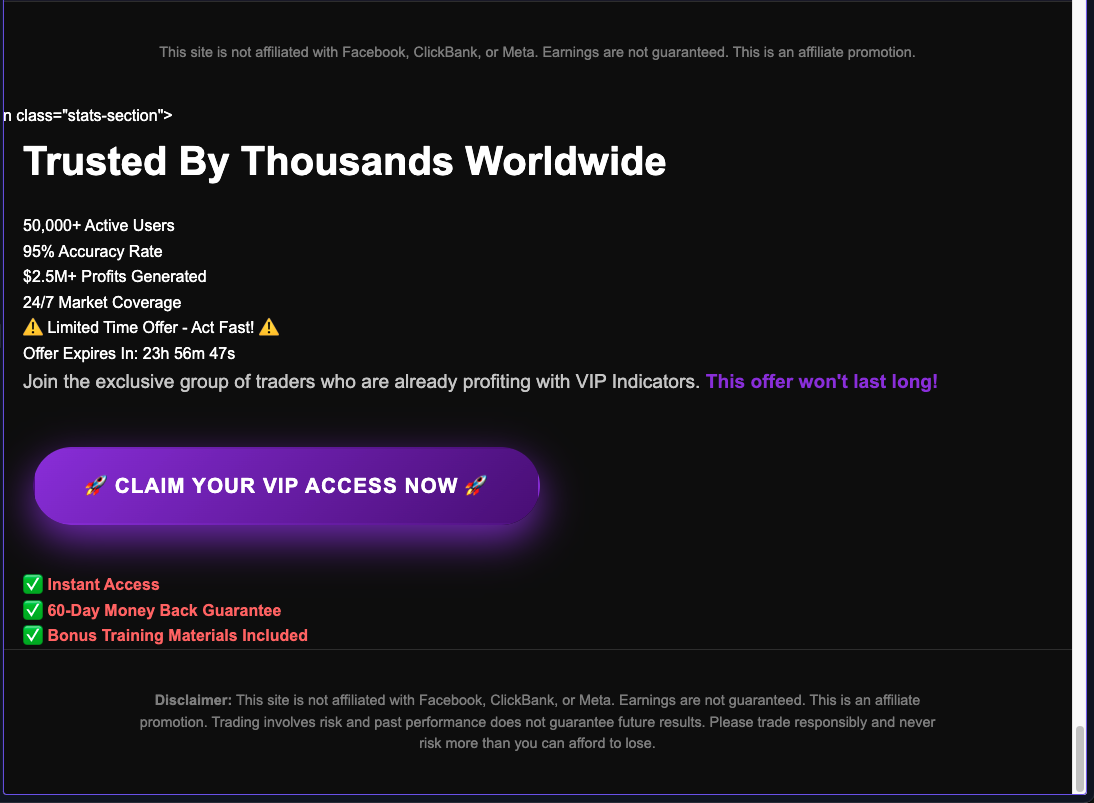 This site is not affiliated with Facebook, ClickBank, or Meta. Earnings are not guaranteed. This is an affiliate promotion.
n class="stats-section">
Trusted By Thousands Worldwide
50,000+ Active Users
95% Accuracy Rate
$2.5M+ Profits Generated
24/7 Market Coverage
⚠️ Limited Time Offer - Act Fast! ⚠️
Offer Expires In: 23h 56m 47s
Join the exclusive group of traders who are already profiting with VIP Indicators. This offer won't last long!
🚀 CLAIM YOUR VIP ACCESS NOW 🚀
✅ Instant Access
✅ 60-Day Money Back Guarantee
✅ Bonus Training Materials Included
Disclaimer: This site is not affiliated with Facebook, ClickBank, or Meta. Earnings are not guaranteed. This is an affiliate
promotion. Trading involves risk and past performance does not guarantee future results. Please trade responsibly and never
risk more than you can afford to lose.